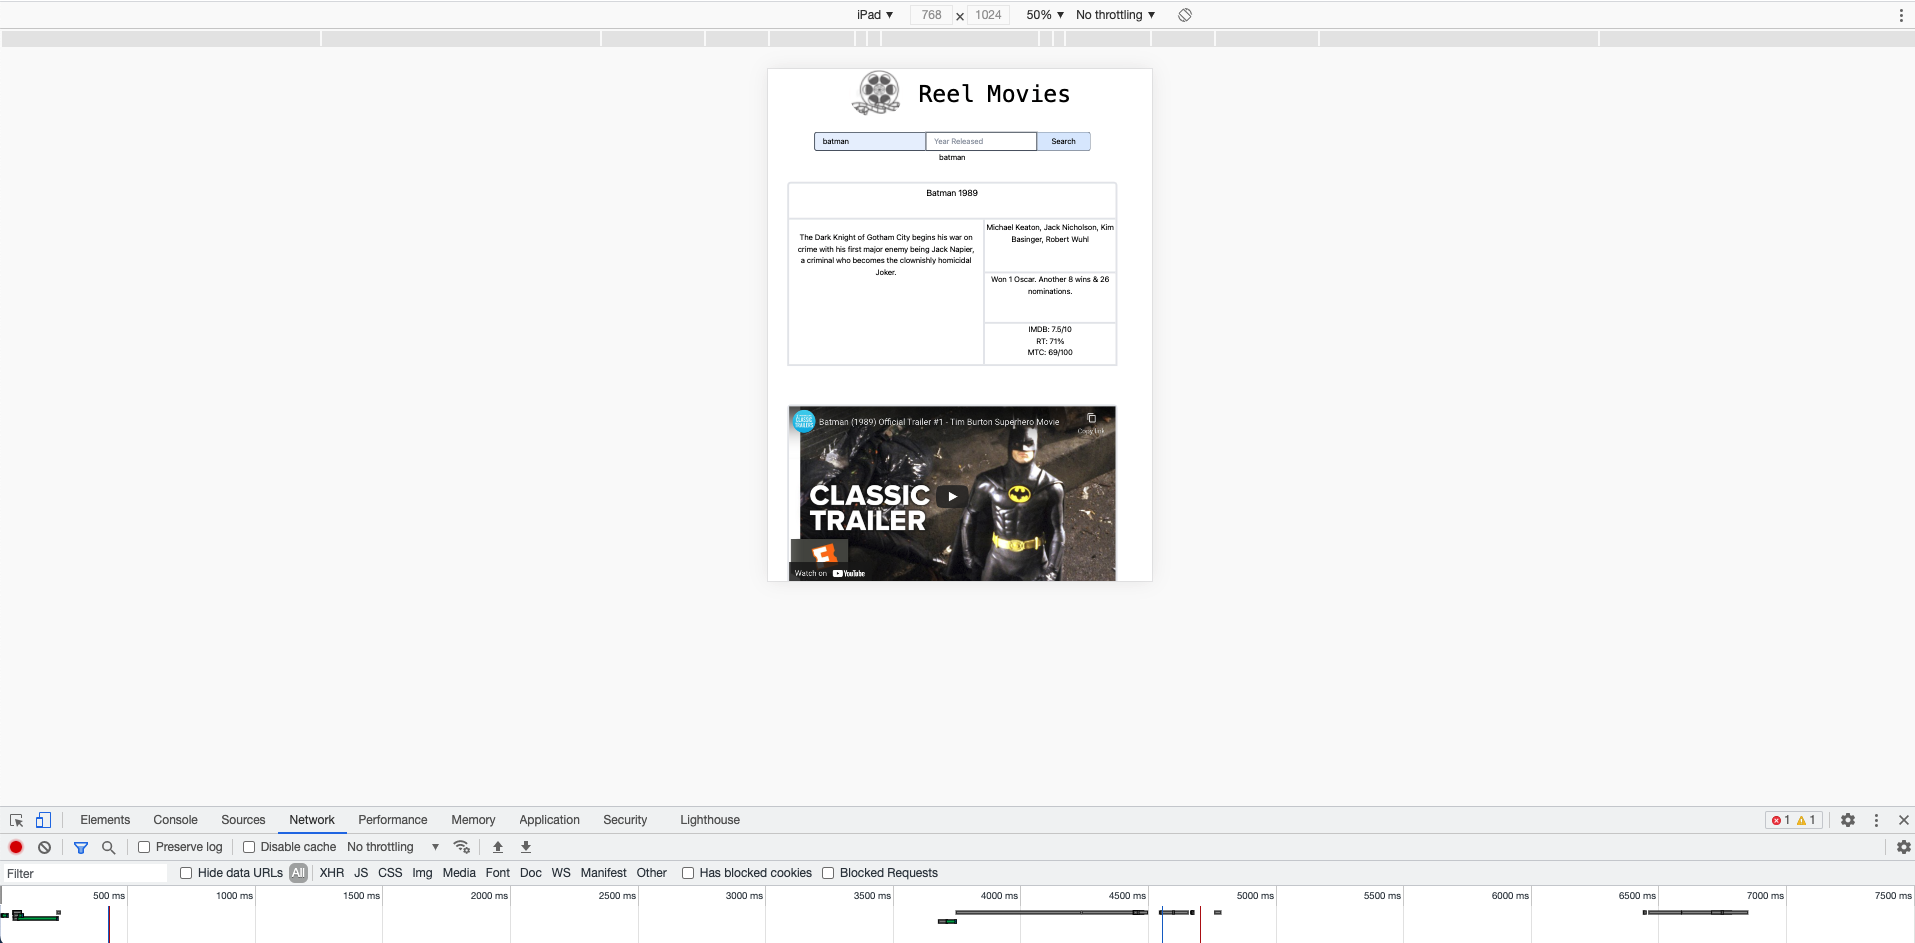 iPad ▼ 768 × 1024 50% ▼ No throttling ▼
Reel Movies
batman Year Released Search
batman
Batman 1989
The Dark Knight of Gotham City begins his war on
crime with his first major enemy being Jack Napier,
a criminal who becomes the clownishly homicidal
Joker.
Michael Keaton, Jack Nicholson, Kim
Basinger, Robert Wuhl
Won 1 Oscar. Another 8 wins & 26
nominations.
IMDB: 7.5/10
RT: 71%
MTC: 69/100
CLASSIC TRAILERS
Batman (1989) Official Trailer #1 - Tim Burton Superhero Movie
Copy link
CLASSIC
TRAILER
Watch on YouTube
Elements Console Sources Network Performance Memory Application Security Lighthouse 1 1
Preserve log Disable cache No throttling ▼
Filter Hide data URLs All XHR JS CSS Img Media Font Doc WS Manifest Other Has blocked cookies Blocked Requests
500 ms 1000 ms 1500 ms 2000 ms 2500 ms 3000 ms 3500 ms 4000 ms 4500 ms 5000 ms 5500 ms 6000 ms 6500 ms 7000 ms 7500 ms